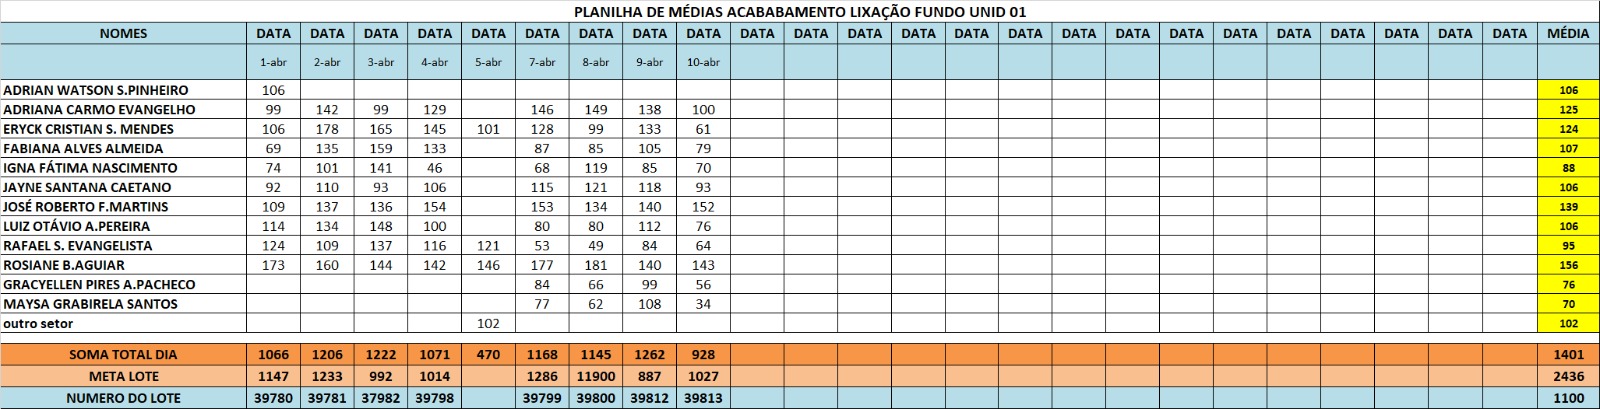 PLANILHA DE MÉDIAS ACABABAMENTO LIXAÇÃO FUNDO UNID 01
NOMES DATA DATA DATA DATA DATA DATA DATA DATA DATA DATA DATA DATA DATA DATA DATA DATA DATA DATA DATA DATA DATA DATA DATA DATA MÉDIA
1-abr 2-abr 3-abr 4-abr 5-abr 7-abr 8-abr 9-abr 10-abr
ADRIAN WATSON S.PINHEIRO 106 106
ADRIANA CARMO EVANGELHO 99 142 99 129 146 149 138 100 125
ERYCK CRISTIAN S. MENDES 106 178 165 145 101 128 99 133 61 124
FABIANA ALVES ALMEIDA 69 135 159 133 87 85 105 79 107
IGNA FÁTIMA NASCIMENTO 74 101 141 46 68 119 85 70 88
JAYNE SANTANA CAETANO 92 110 93 106 115 121 118 93 106
JOSÉ ROBERTO F.MARTINS 109 137 136 154 153 134 140 152 139
LUIZ OTÁVIO A.PEREIRA 114 134 148 100 80 80 112 76 106
RAFAEL S. EVANGELISTA 124 109 137 116 121 53 49 84 64 95
ROSIANE B.AGUIAR 173 160 144 142 146 177 181 140 143 156
GRACYELLEN PIRES A.PACHECO 84 66 99 56 76
MAYSA GRABIRELA SANTOS 77 62 108 34 70
outro setor 102 102
SOMA TOTAL DIA 1066 1206 1222 1071 470 1168 1145 1262 928 1401
META LOTE 1147 1233 992 1014 1286 11900 887 1027 2436
NUMERO DO LOTE 39780 39781 37982 39798 39799 39800 39812 39813 1100